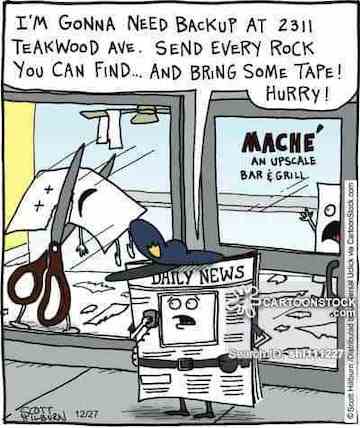 I'M GONNA NEED BACKUP AT 2311
TEAKWOOD AVE. SEND EVERY ROCK
YOU CAN FIND... AND BRING SOME TAPE!
HURRY!
MACHÉ
AN UPSCALE
BAR & GRILL
DAILY NEWS
CARTOONSTOCK
.com
Search ID: shl111227
SCOTT
HILBURN
12/27
© Scott Hilburn. Distributed by Universal Uclick via CartoonStock.com